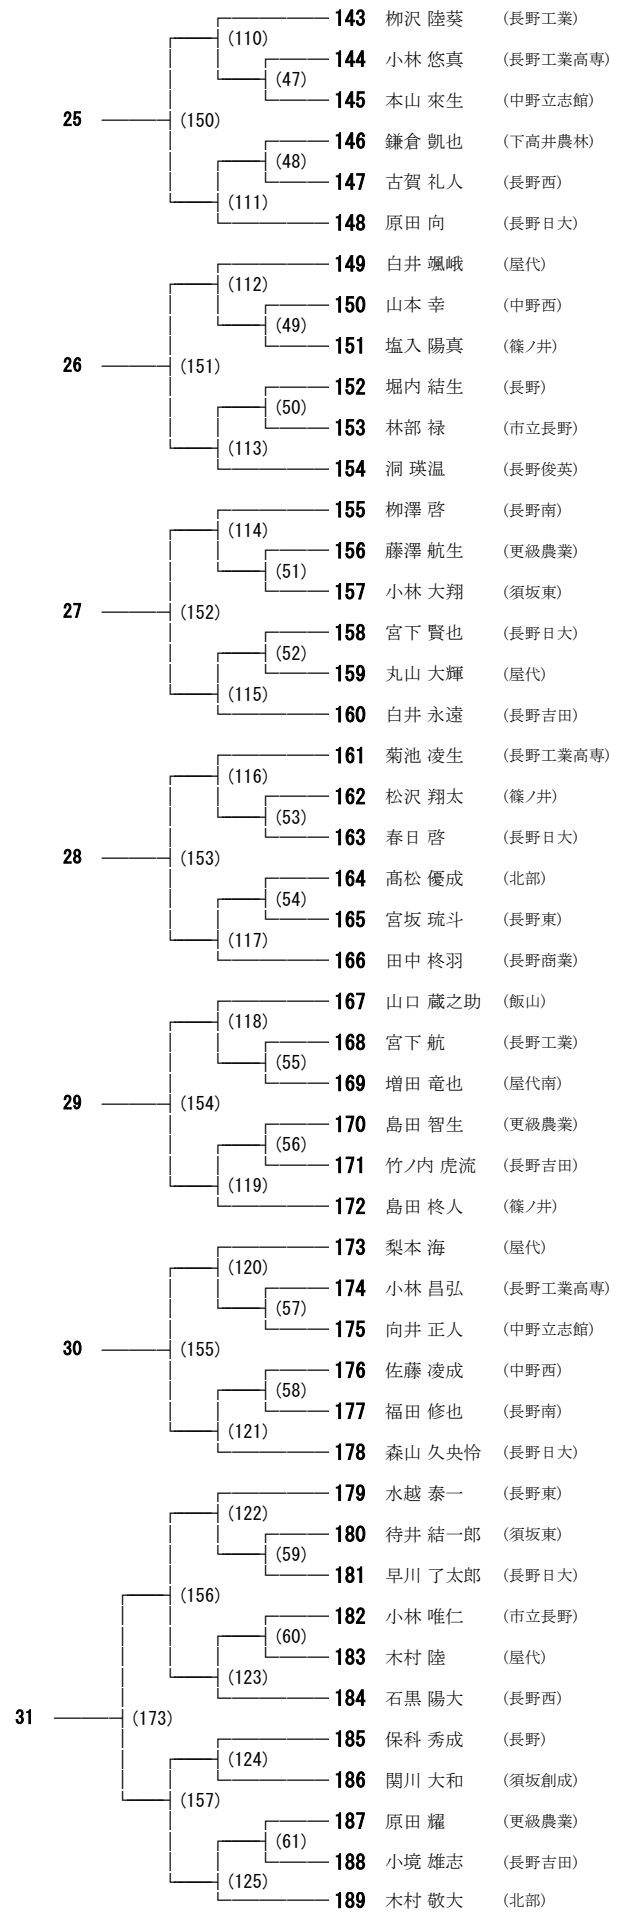 143 栁沢 陸葵 (長野工業)
(110)
144 小林 悠真 (長野工業高専)
(47)
145 本山 來生 (中野立志館)
25 (150)
146 鎌倉 凱也 (下高井農林)
(48)
147 古賀 礼人 (長野西)
(111)
148 原田 向 (長野日大)
149 白井 颯峨 (屋代)
(112)
150 山本 幸 (中野西)
(49)
151 塩入 陽真 (篠ノ井)
26 (151)
152 堀内 結生 (長野)
(50)
153 林部 禄 (市立長野)
(113)
154 洞 瑛温 (長野俊英)
155 栁澤 啓 (長野南)
(114)
156 藤澤 航生 (更級農業)
(51)
157 小林 大翔 (須坂東)
27 (152)
158 宮下 賢也 (長野日大)
(52)
159 丸山 大輝 (屋代)
(115)
160 白井 永遠 (長野吉田)
161 菊池 凌生 (長野工業高専)
(116)
162 松沢 翔太 (篠ノ井)
(53)
163 春日 啓 (長野日大)
28 (153)
164 髙松 優成 (北部)
(54)
165 宮坂 琉斗 (長野東)
(117)
166 田中 柊羽 (長野商業)
167 山口 蔵之助 (飯山)
(118)
168 宮下 航 (長野工業)
(55)
169 増田 竜也 (屋代南)
29 (154)
170 島田 智生 (更級農業)
(56)
171 竹ノ内 虎流 (長野吉田)
(119)
172 島田 柊人 (篠ノ井)
173 梨本 海 (屋代)
(120)
174 小林 昌弘 (長野工業高専)
(57)
175 向井 正人 (中野立志館)
30 (155)
176 佐藤 凌成 (中野西)
(58)
177 福田 修也 (長野南)
(121)
178 森山 久央怜 (長野日大)
179 水越 泰一 (長野東)
(122)
180 待井 結一郎 (須坂東)
(59)
181 早川 了太郎 (長野日大)
(156)
182 小林 唯仁 (市立長野)
(60)
183 木村 陸 (屋代)
(123)
184 石黒 陽大 (長野西)
31 (173)
185 保科 秀成 (長野)
(124)
186 関川 大和 (須坂創成)
(157)
187 原田 耀 (更級農業)
(61)
188 小境 雄志 (長野吉田)
(125)
189 木村 敬大 (北部)